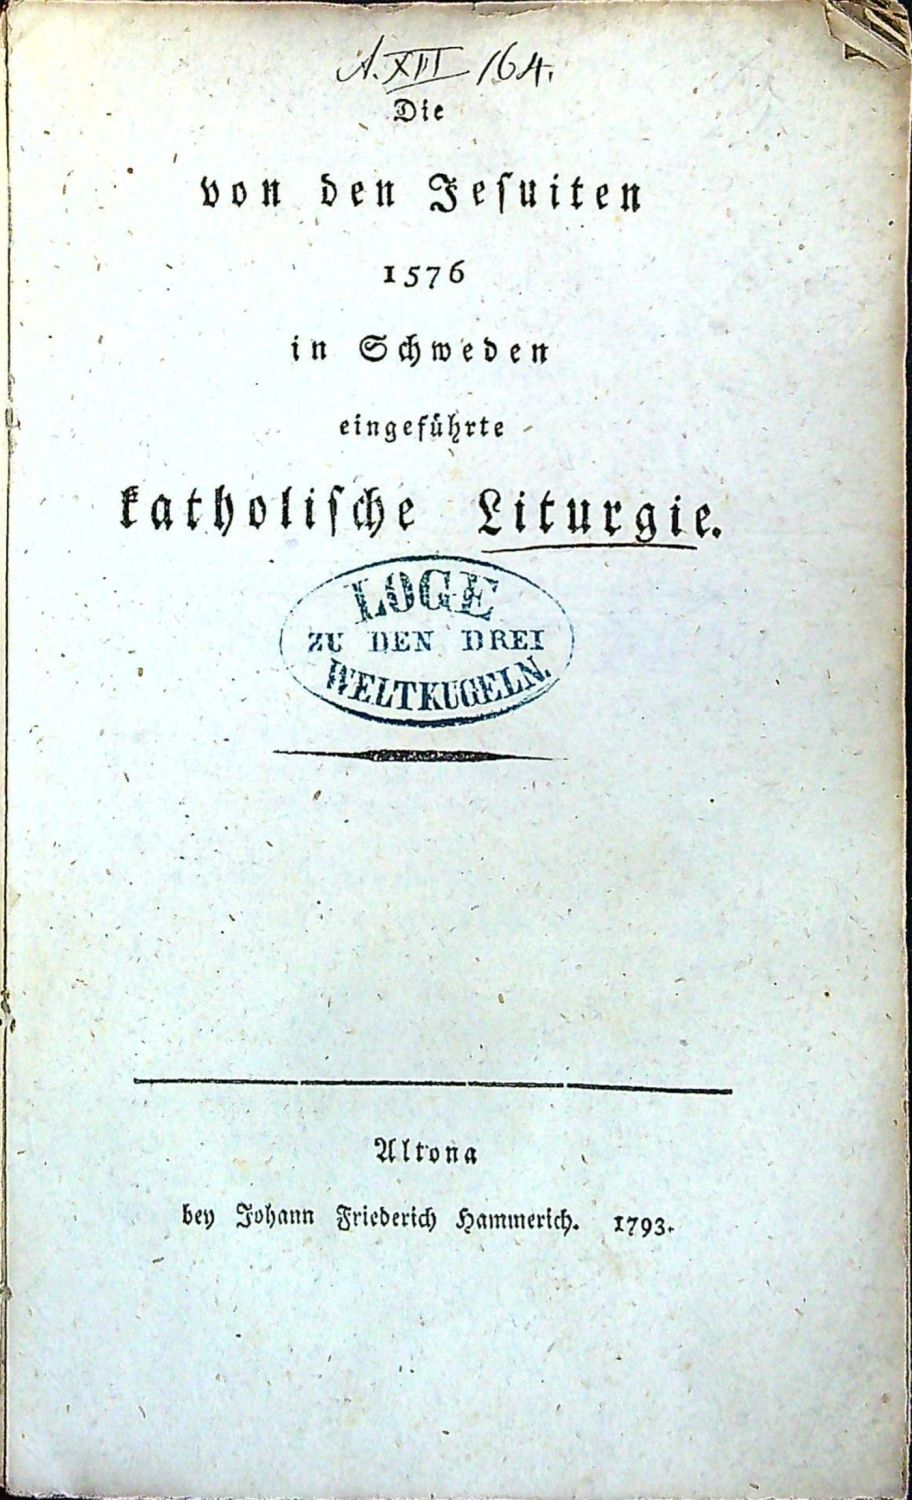 A. XII 164.
Die
von den Jesuiten
1576
in Schweden
eingeführte
katholische Liturgie.
LOGE
ZU DEN DREI
WELTKUGELN.
Altona
bey Johann Friederich Hammerich. 1793.